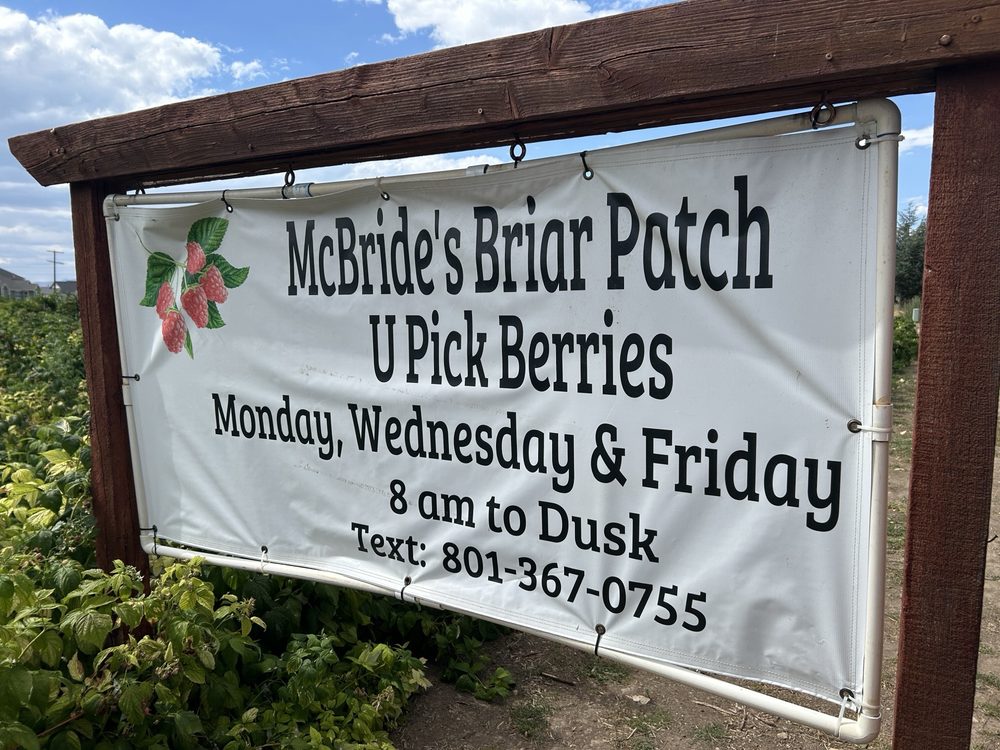 McBride's Briar Patch
U Pick Berries
Monday, Wednesday & Friday
8 am to Dusk
Text: 801-367-0755